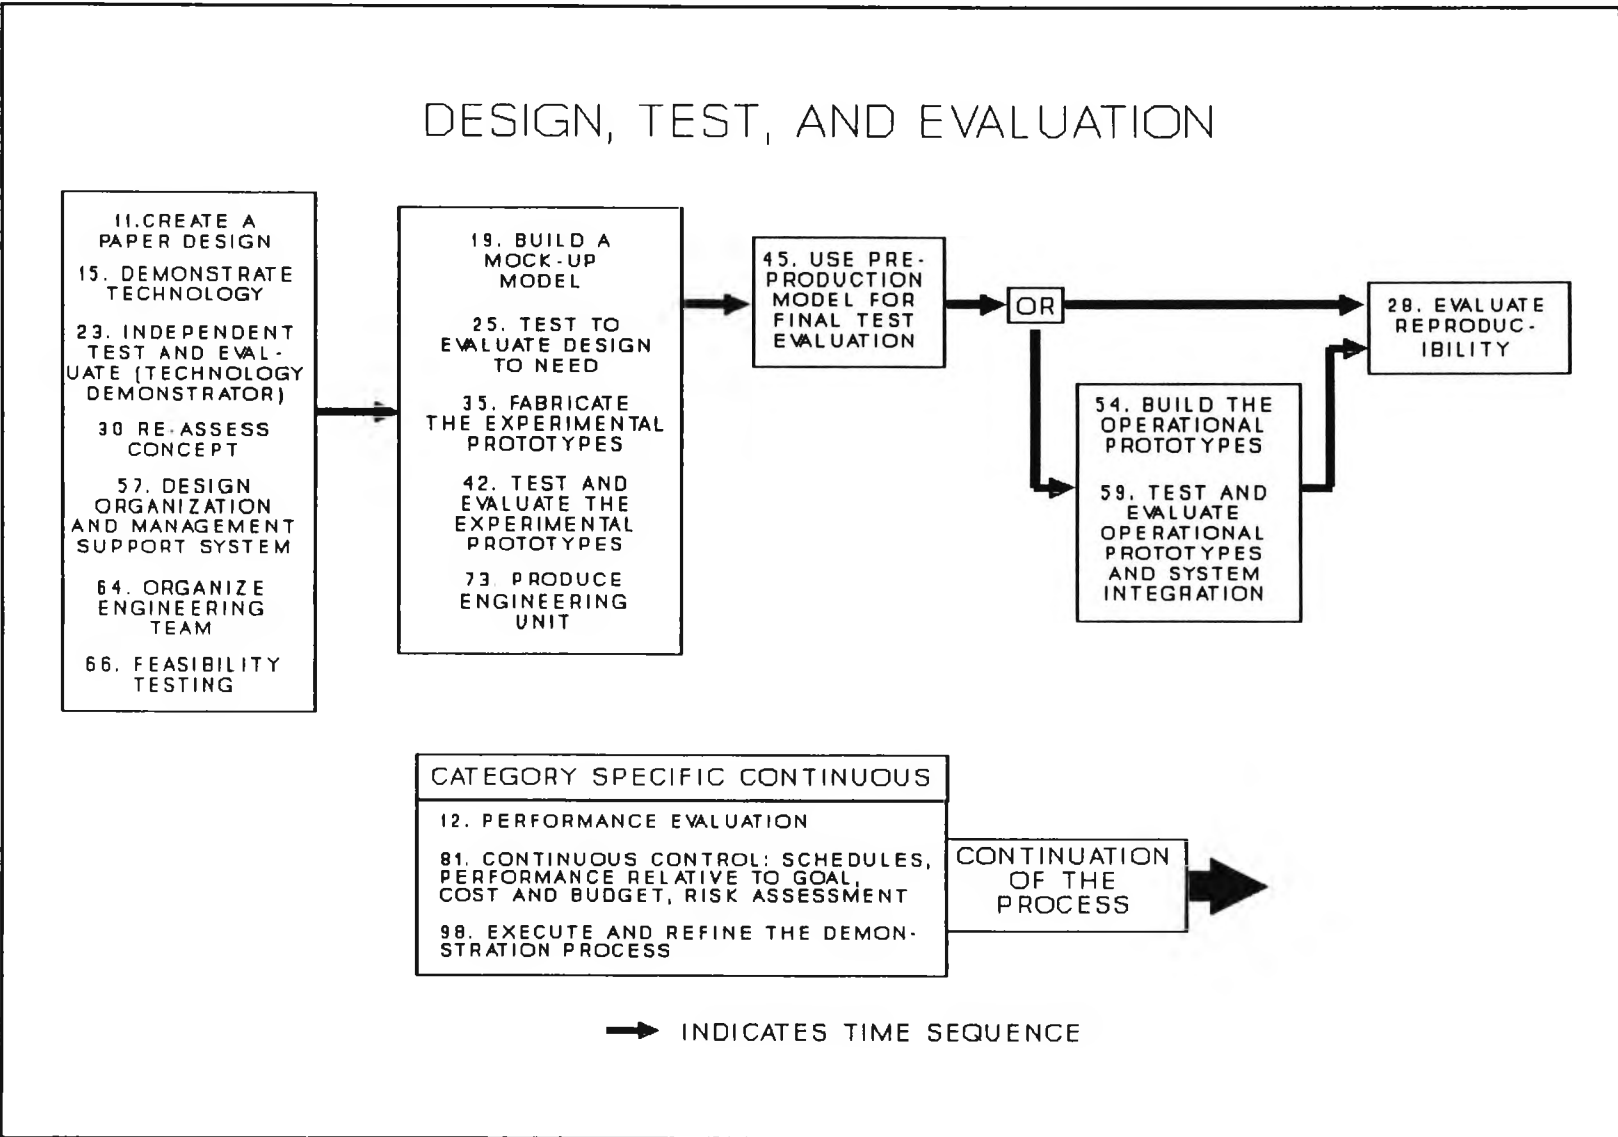 DESIGN, TEST, AND EVALUATION
11.CREATE A
PAPER DESIGN
15. DEMONSTRATE
TECHNOLOGY
23. INDEPENDENT
TEST AND EVAL-
UATE (TECHNOLOGY
DEMONSTRATOR)
30 RE-ASSESS
CONCEPT
57. DESIGN
ORGANIZATION
AND MANAGEMENT
SUPPORT SYSTEM
64. ORGANIZE
ENGINEERING
TEAM
66. FEASIBILITY
TESTING
19. BUILD A
MOCK-UP
MODEL
25. TEST TO
EVALUATE DESIGN
TO NEED
35. FABRICATE
THE EXPERIMENTAL
PROTOTYPES
42. TEST AND
EVALUATE THE
EXPERIMENTAL
PROTOTYPES
73. PRODUCE
ENGINEERING
UNIT
45. USE PRE-
PRODUCTION
MODEL FOR
FINAL TEST
EVALUATION
OR
54. BUILD THE
OPERATIONAL
PROTOTYPES
59. TEST AND
EVALUATE
OPERATIONAL
PROTOTYPES
AND SYSTEM
INTEGRATION
28. EVALUATE
REPRODUC-
IBILITY
CATEGORY SPECIFIC CONTINUOUS
12. PERFORMANCE EVALUATION
81. CONTINUOUS CONTROL: SCHEDULES,
PERFORMANCE RELATIVE TO GOAL,
COST AND BUDGET, RISK ASSESSMENT
98. EXECUTE AND REFINE THE DEMON-
STRATION PROCESS
CONTINUATION
OF THE
PROCESS
INDICATES TIME SEQUENCE